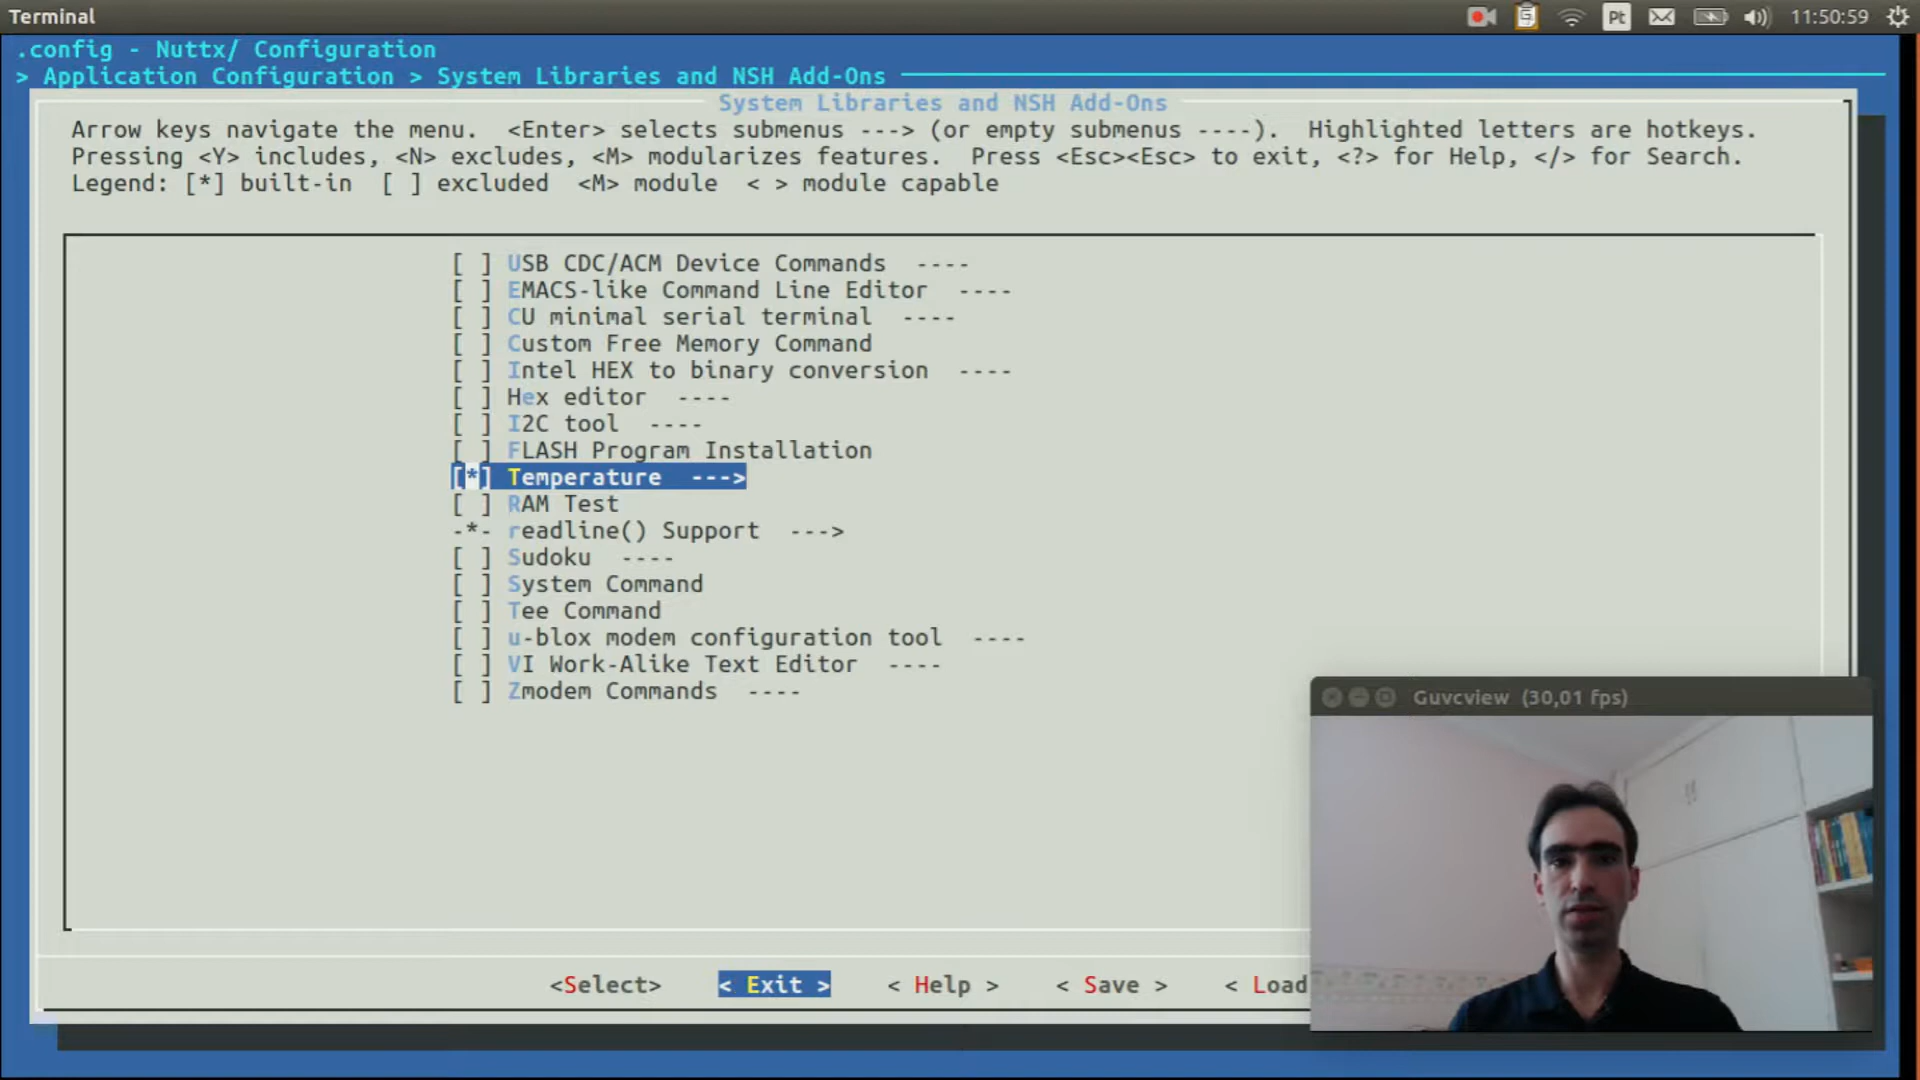 Terminal
Pt
11:50:59
.config - Nuttx/ Configuration
> Application Configuration > System Libraries and NSH Add-Ons
System Libraries and NSH Add-Ons
Arrow keys navigate the menu.  <Enter> selects submenus ---> (or empty submenus ----).  Highlighted letters are hotkeys.
Pressing <Y> includes, <N> excludes, <M> modularizes features.  Press <Esc><Esc> to exit, <?> for Help, </> for Search.
Legend: [*] built-in  [ ] excluded  <M> module  < > module capable
[ ] USB CDC/ACM Device Commands  ----
[ ] EMACS-like Command Line Editor  ----
[ ] CU minimal serial terminal  ----
[ ] Custom Free Memory Command
[ ] Intel HEX to binary conversion  ----
[ ] Hex editor  ----
[ ] I2C tool  ----
[ ] FLASH Program Installation
[*] Temperature  --->
[ ] RAM Test
-*- readline() Support  --->
[ ] Sudoku  ----
[ ] System Command
[ ] Tee Command
[ ] u-blox modem configuration tool  ----
[ ] VI Work-Alike Text Editor  ----
[ ] Zmodem Commands  ----
Guvcview (30,01 fps)
<Select>    < Exit >    < Help >    < Save >    < Load